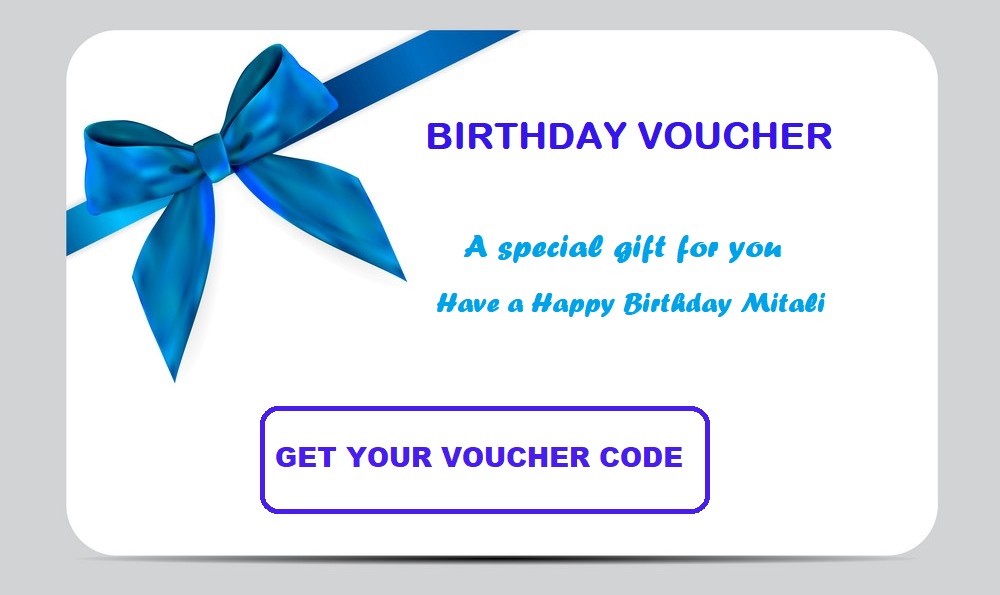 BIRTHDAY VOUCHER
A special gift for you
Have a Happy Birthday Mitali
GET YOUR VOUCHER CODE